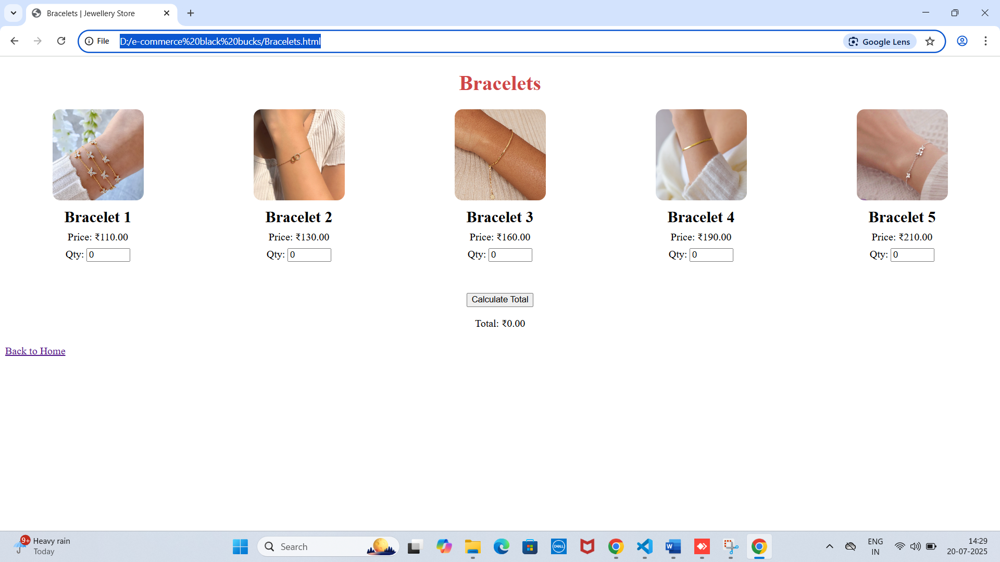 Bracelets | Jewellery Store
File
D:/e-commerce%20black%20bucks/Bracelets.html
Google Lens
Bracelets
Bracelet 1
Price: ₹110.00
Qty: 0
Bracelet 2
Price: ₹130.00
Qty: 0
Bracelet 3
Price: ₹160.00
Qty: 0
Bracelet 4
Price: ₹190.00
Qty: 0
Bracelet 5
Price: ₹210.00
Qty: 0
Calculate Total
Total: ₹0.00
Back to Home
9+
Heavy rain
Today
Search
DELL
W
ENG
IN
14:29
20-07-2025